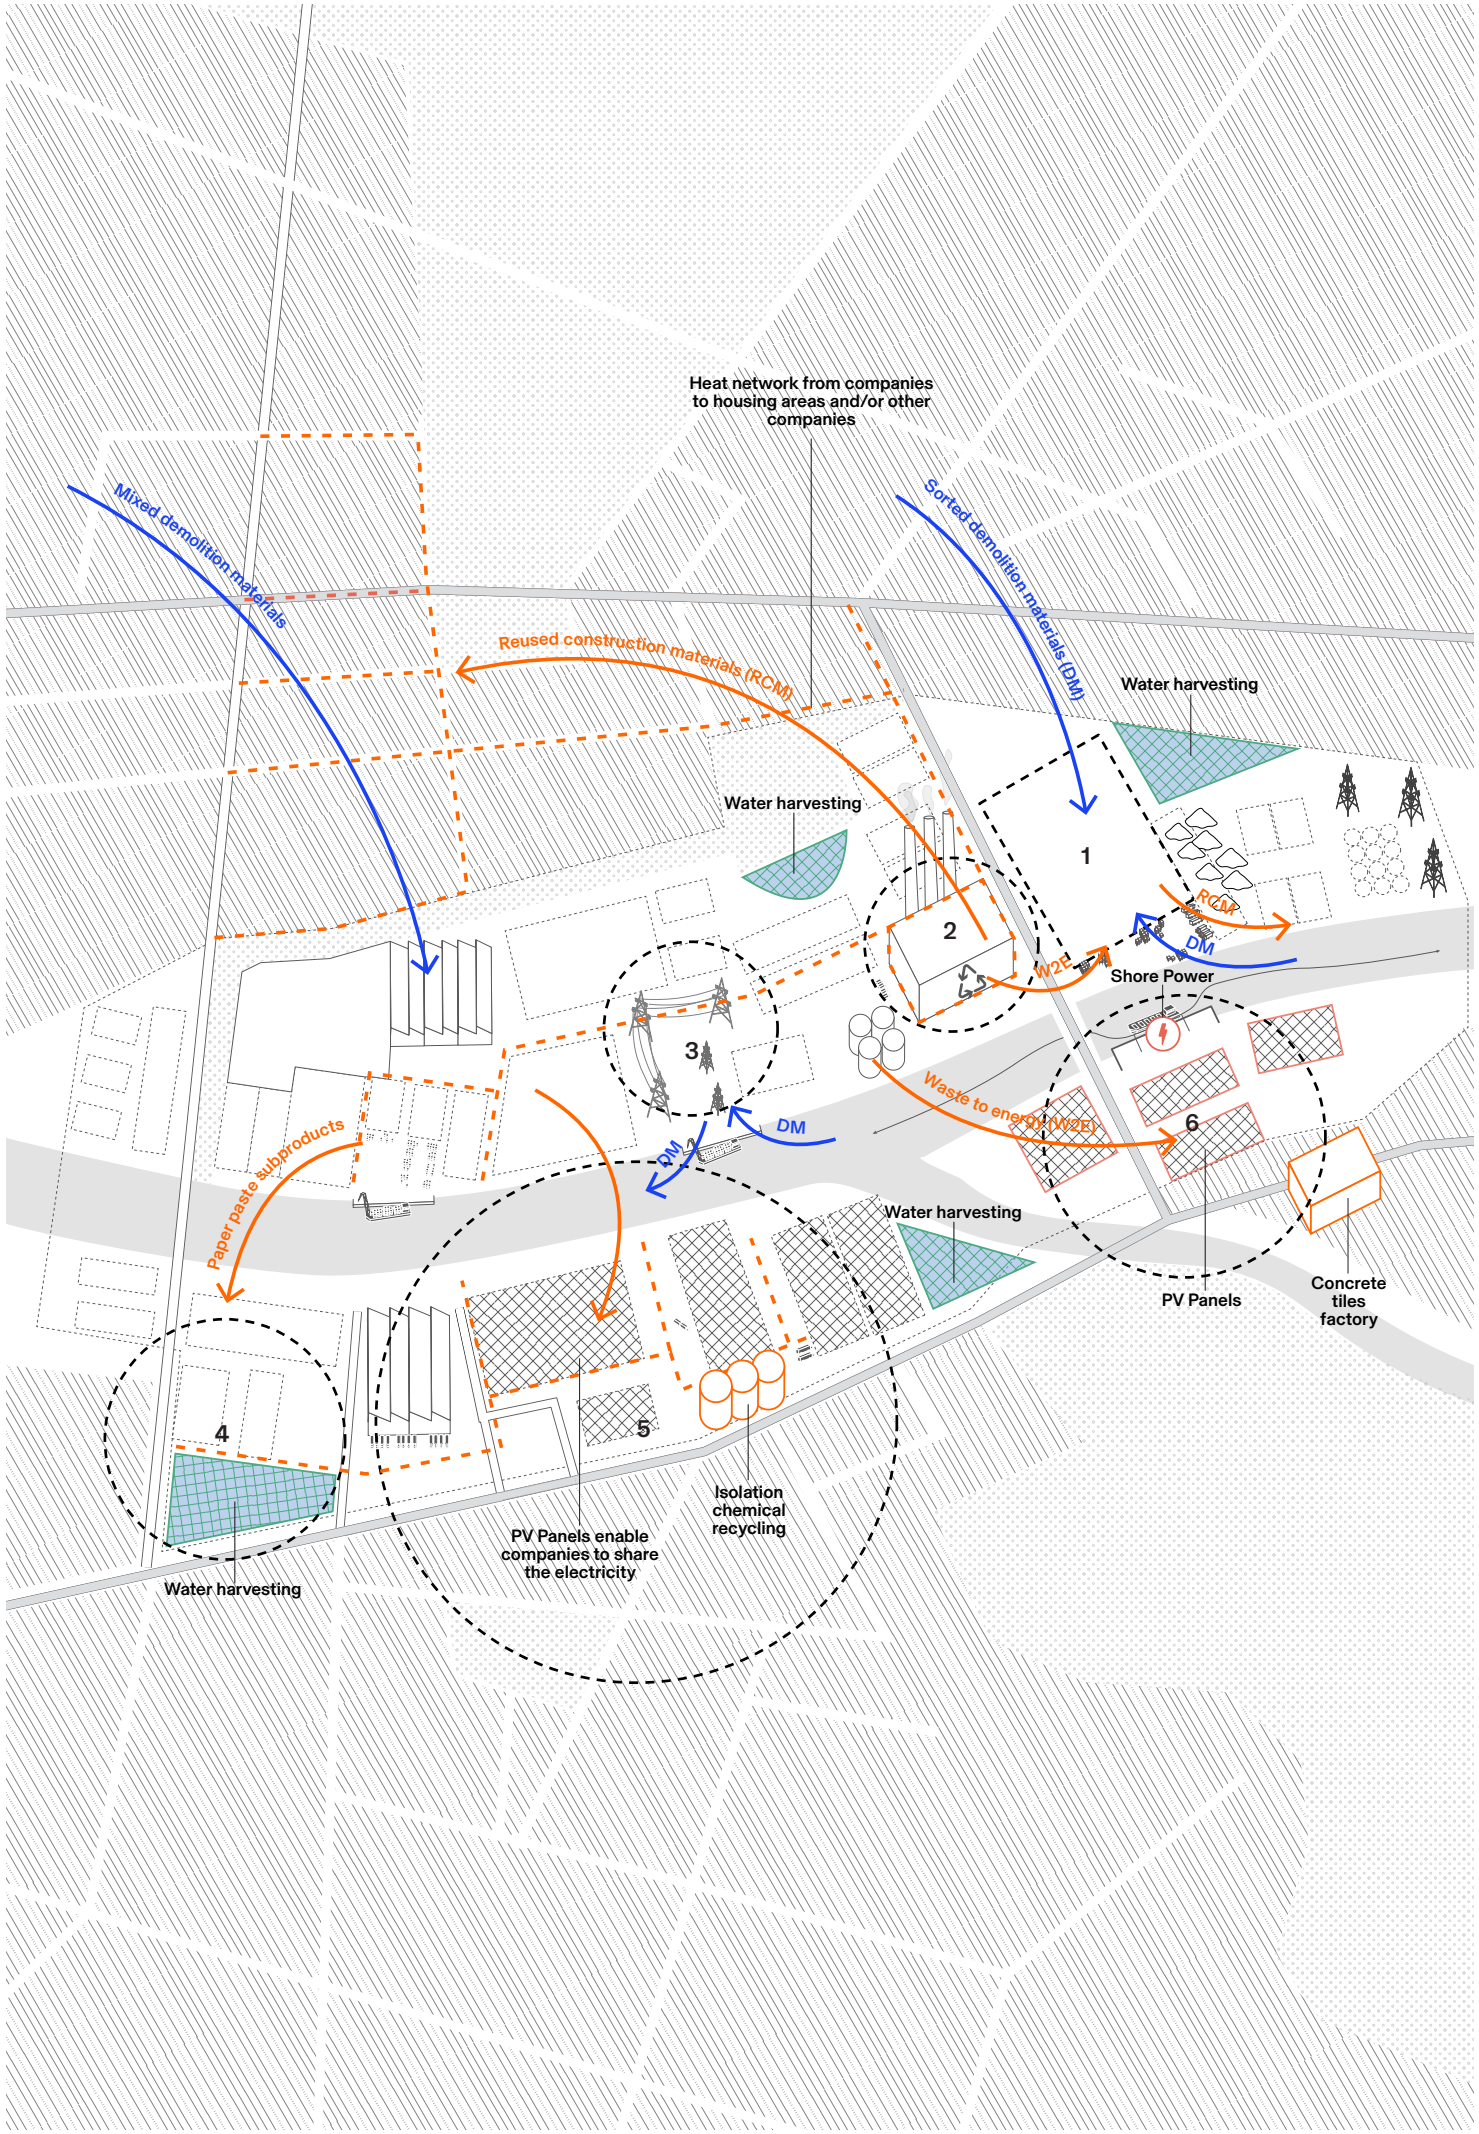 Heat network from companies
to housing areas and/or other
companies
Mixed demolition materials
Sorted demolition materials (DM)
Reused construction materials (RCM)
Water harvesting
Water harvesting
1
RCM
2
DM
W2E
Shore Power
3
Waste to energy (W2E)
DM
DM
6
Paper paste subproducts
Water harvesting
PV Panels
Concrete
tiles
factory
4
5
Isolation
chemical
recycling
PV Panels enable
companies to share
the electricity
Water harvesting